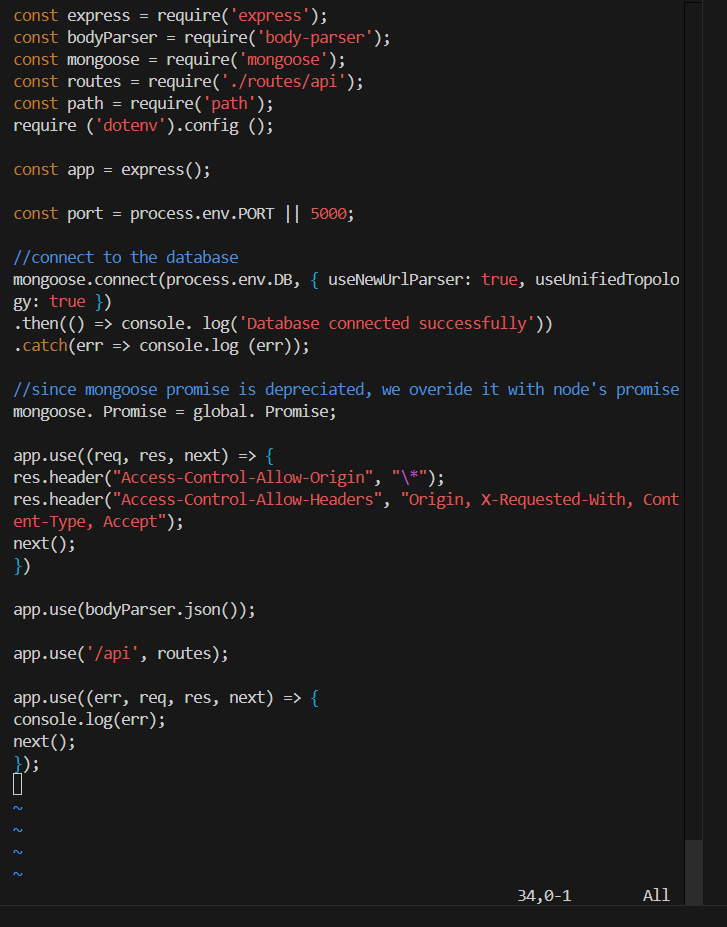 const express = require('express');
const bodyParser = require('body-parser');
const mongoose = require('mongoose');
const routes = require('./routes/api');
const path = require('path');
require ('dotenv').config ();
const app = express();
const port = process.env.PORT || 5000;
//connect to the database
mongoose.connect(process.env.DB, { useNewUrlParser: true, useUnifiedTopolo
gy: true })
.then(() => console. log('Database connected successfully'))
.catch(err => console.log (err));
//since mongoose promise is depreciated, we overide it with node's promise
mongoose. Promise = global. Promise;
app.use((req, res, next) => {
res.header("Access-Control-Allow-Origin", "\*");
res.header("Access-Control-Allow-Headers", "Origin, X-Requested-With, Cont
ent-Type, Accept");
next();
})
app.use(bodyParser.json());
app.use('/api', routes);
app.use((err, req, res, next) => {
console.log(err);
next();
});
~
~
~
~
34,0-1 All